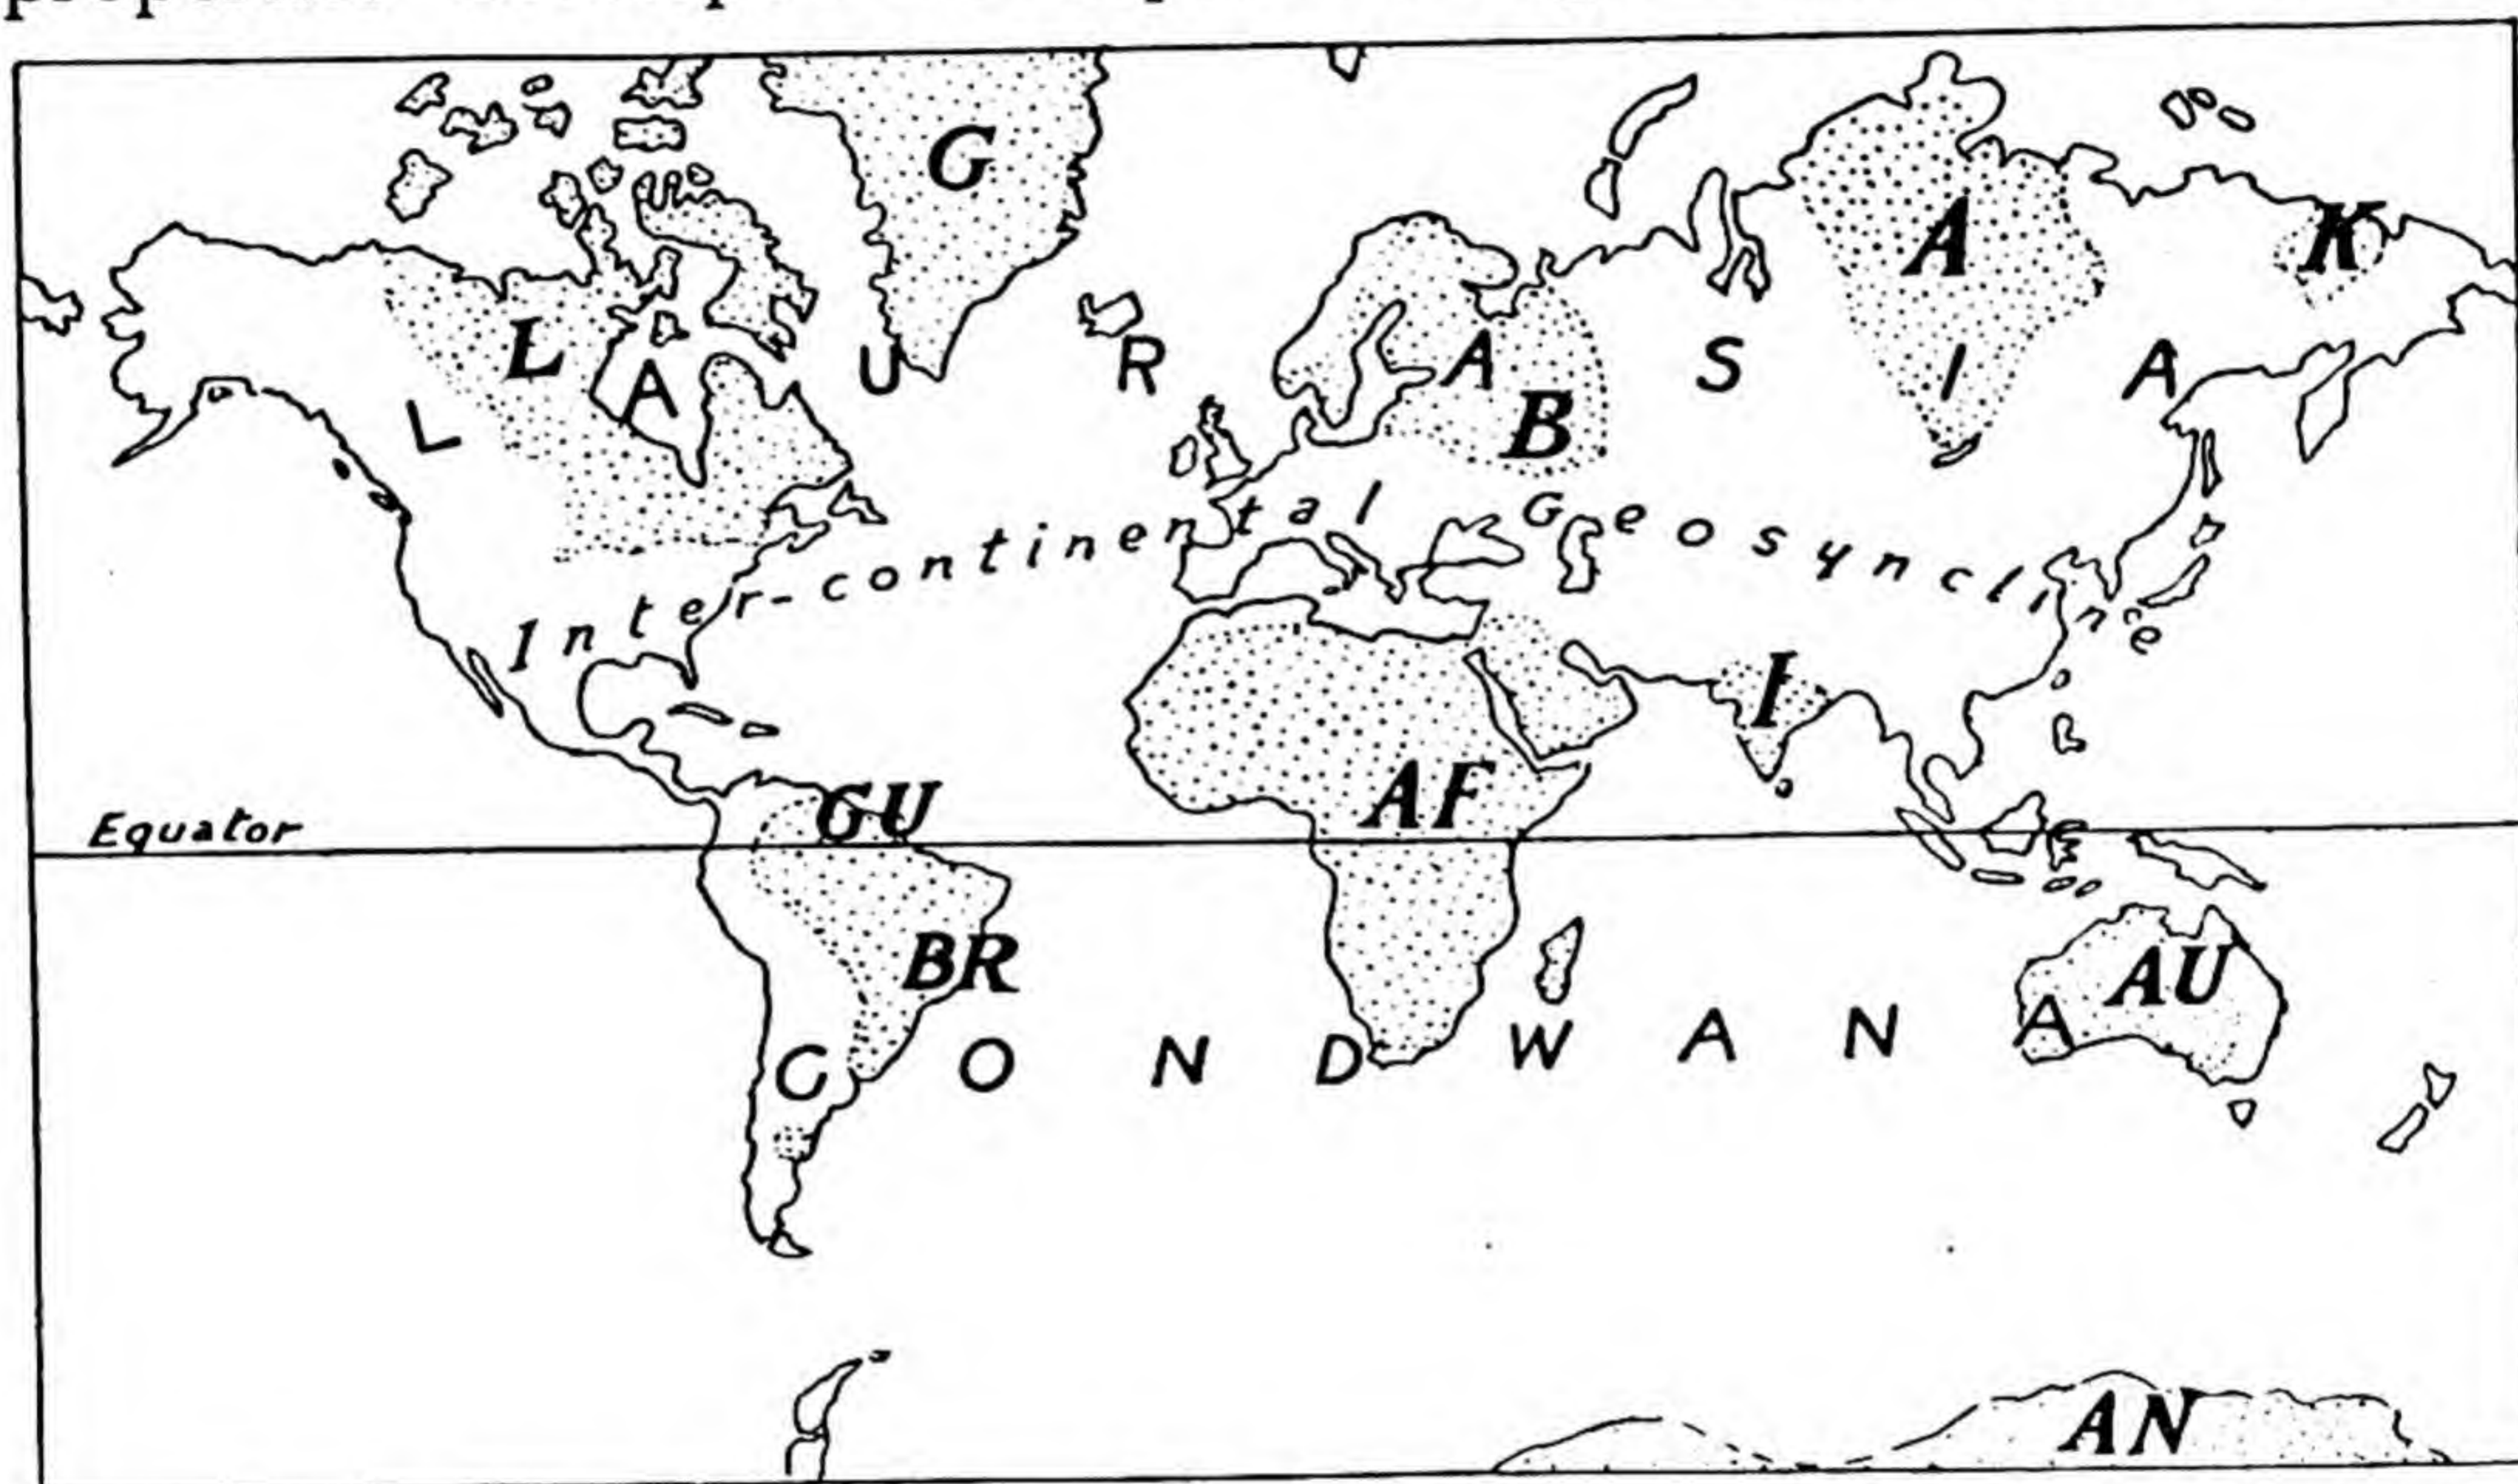 G
A
K
L
L A U R A S I A
B
Inter-continental Geosyncline
I
GU
AF
Equator
BR
AU
G O N D W A N A
AN